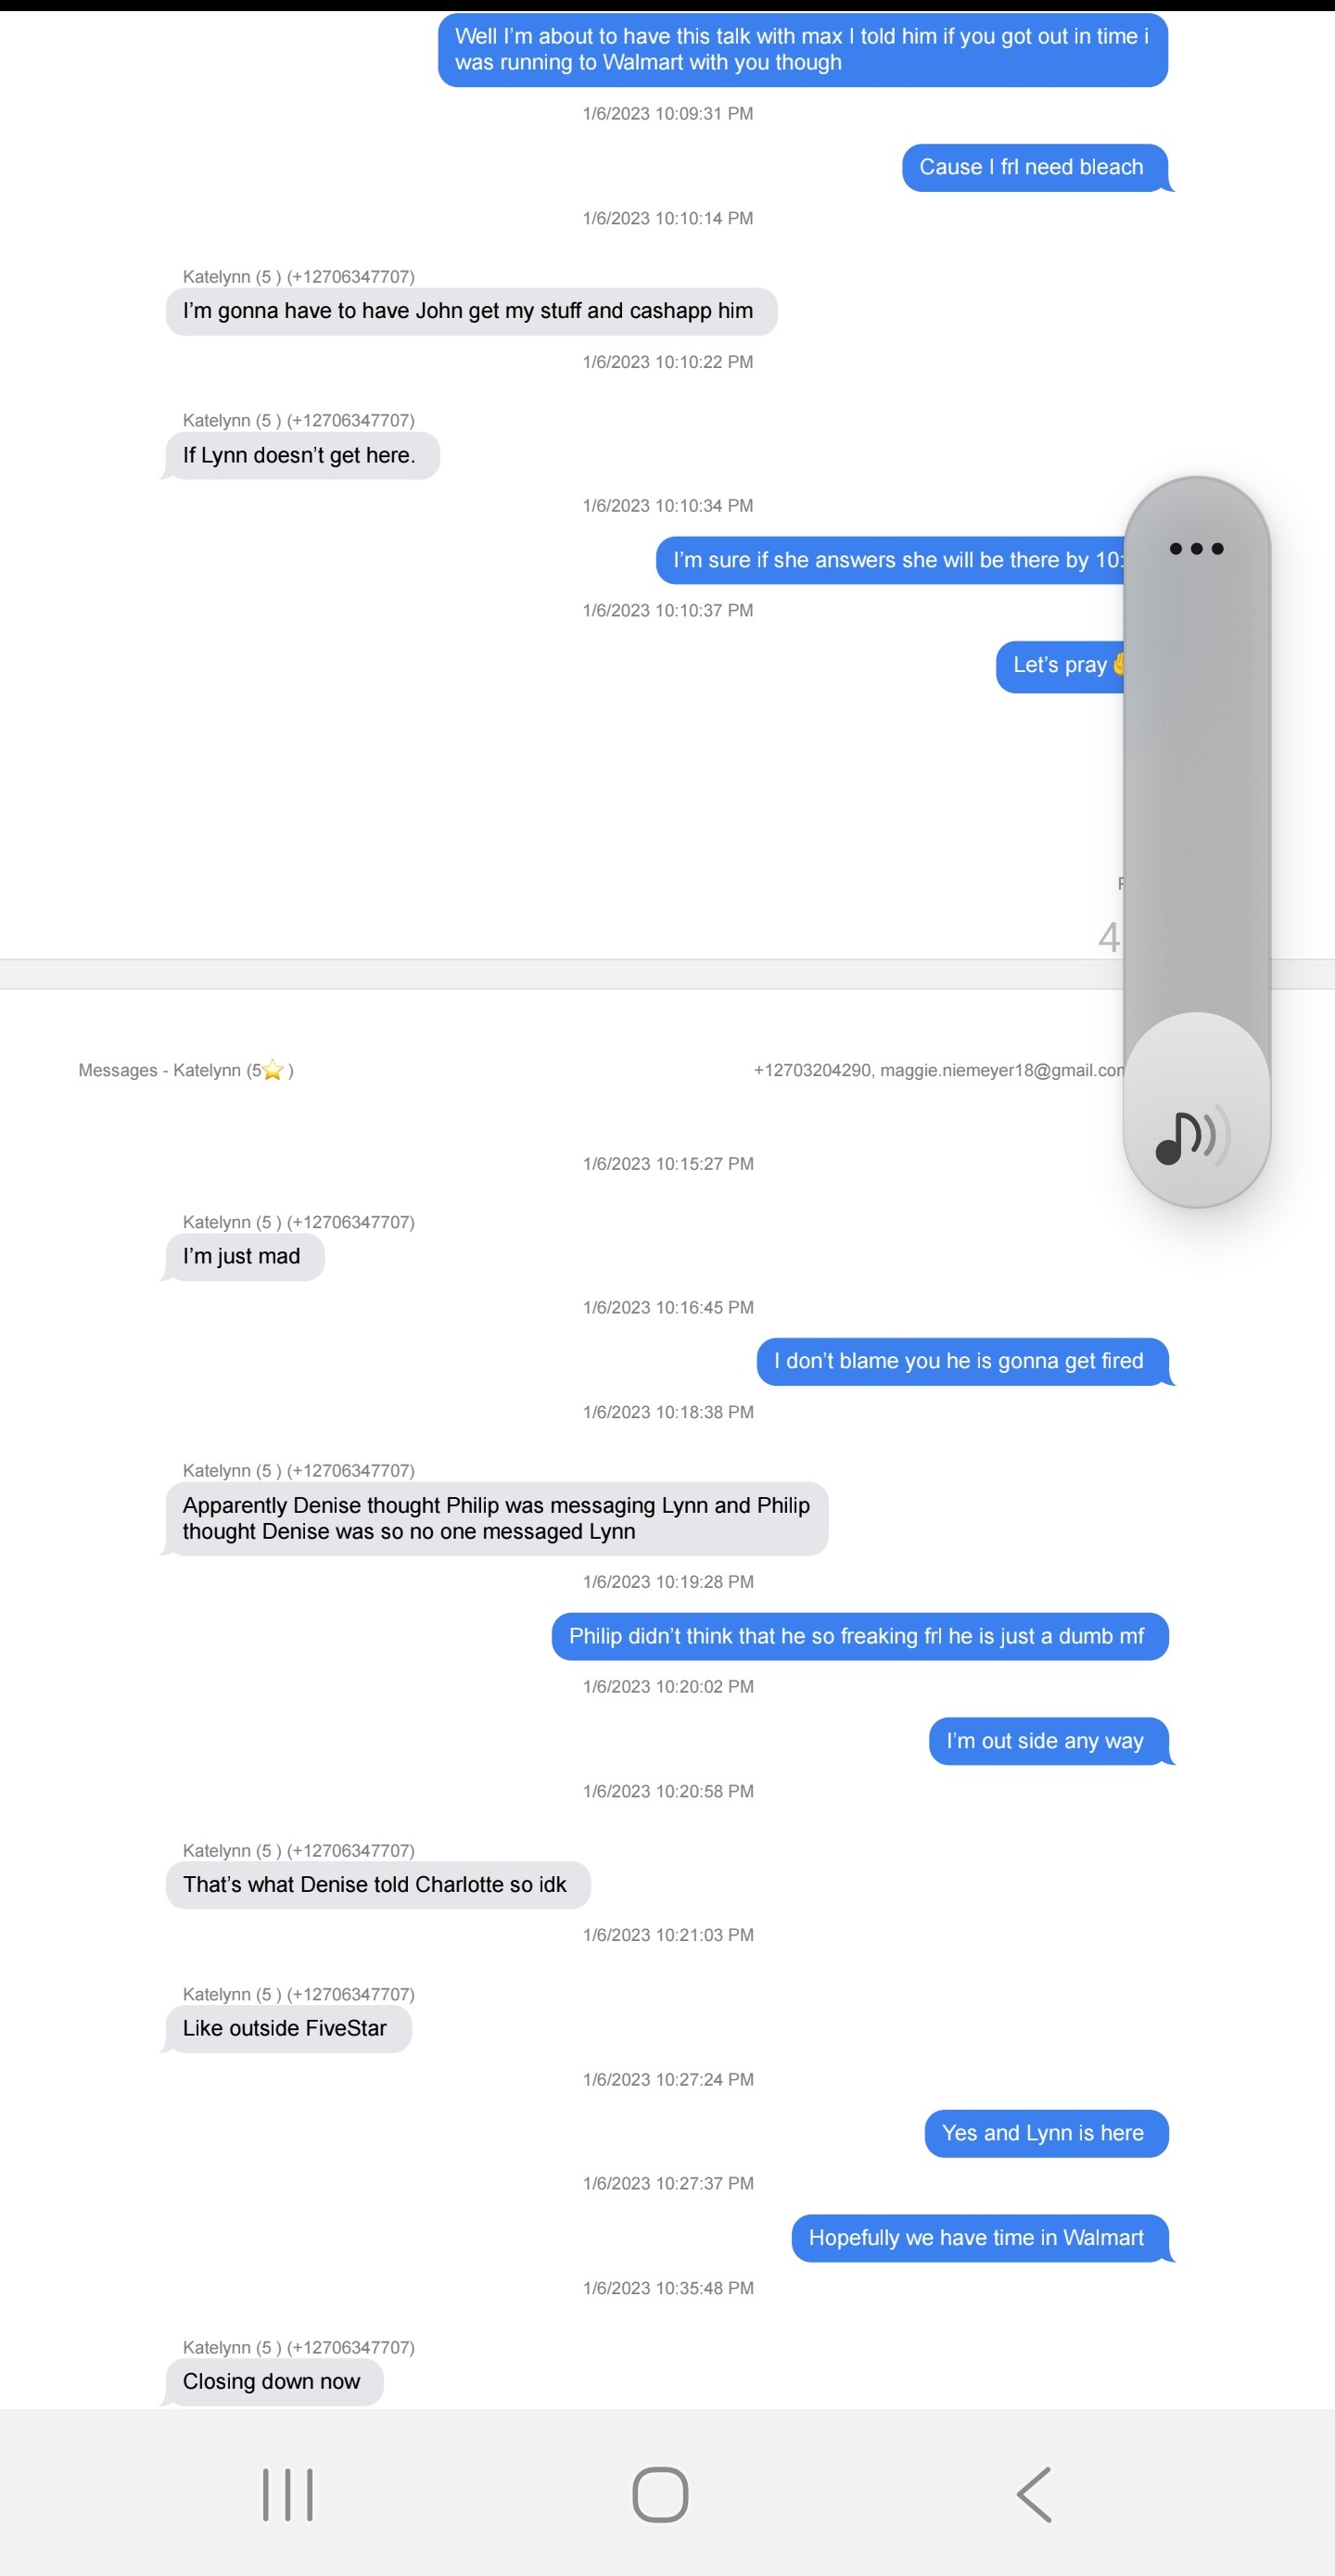 Well I'm about to have this talk with max I told him if you got out in time i
was running to Walmart with you though
1/6/2023 10:09:31 PM
Cause I frl need bleach
1/6/2023 10:10:14 PM
Katelynn (5 ) (+12706347707)
I'm gonna have to have John get my stuff and cashapp him
1/6/2023 10:10:22 PM
Katelynn (5 ) (+12706347707)
If Lynn doesn't get here.
1/6/2023 10:10:34 PM
I'm sure if she answers she will be there by 10:
1/6/2023 10:10:37 PM
Let's pray
4
Messages - Katelynn (5⭐ )
+12703204290, maggie.niemeyer18@gmail.com
1/6/2023 10:15:27 PM
Katelynn (5 ) (+12706347707)
I'm just mad
1/6/2023 10:16:45 PM
I don't blame you he is gonna get fired
1/6/2023 10:18:38 PM
Katelynn (5 ) (+12706347707)
Apparently Denise thought Philip was messaging Lynn and Philip
thought Denise was so no one messaged Lynn
1/6/2023 10:19:28 PM
Philip didn't think that he so freaking frl he is just a dumb mf
1/6/2023 10:20:02 PM
I'm out side any way
1/6/2023 10:20:58 PM
Katelynn (5 ) (+12706347707)
That's what Denise told Charlotte so idk
1/6/2023 10:21:03 PM
Katelynn (5 ) (+12706347707)
Like outside FiveStar
1/6/2023 10:27:24 PM
Yes and Lynn is here
1/6/2023 10:27:37 PM
Hopefully we have time in Walmart
1/6/2023 10:35:48 PM
Katelynn (5 ) (+12706347707)
Closing down now